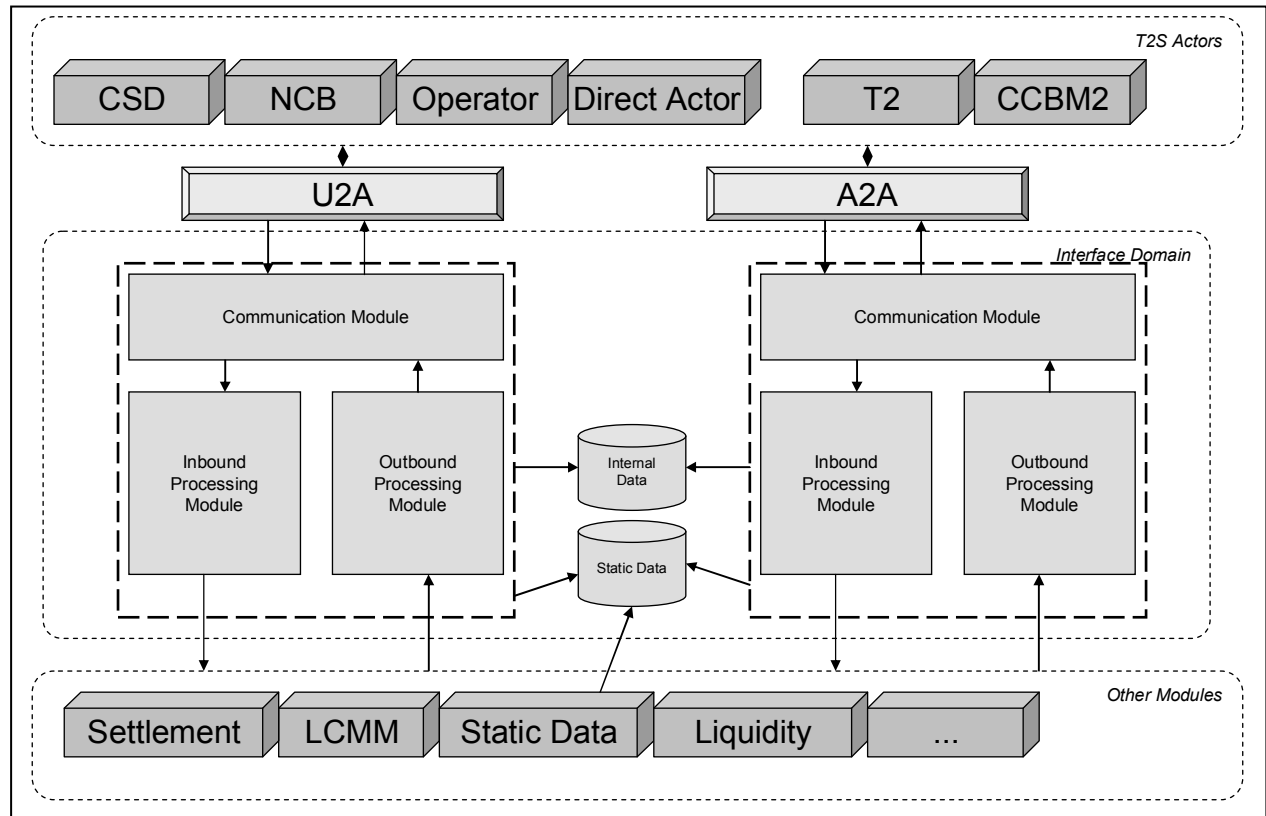 T2S Actors
CSD
NCB
Operator
Direct Actor
T2
CCBM2
U2A
A2A
Interface Domain
Communication Module
Communication Module
Inbound
Processing
Module
Outbound
Processing
Module
Internal
Data
Static Data
Inbound
Processing
Module
Outbound
Processing
Module
Other Modules
Settlement
LCMM
Static Data
Liquidity
...